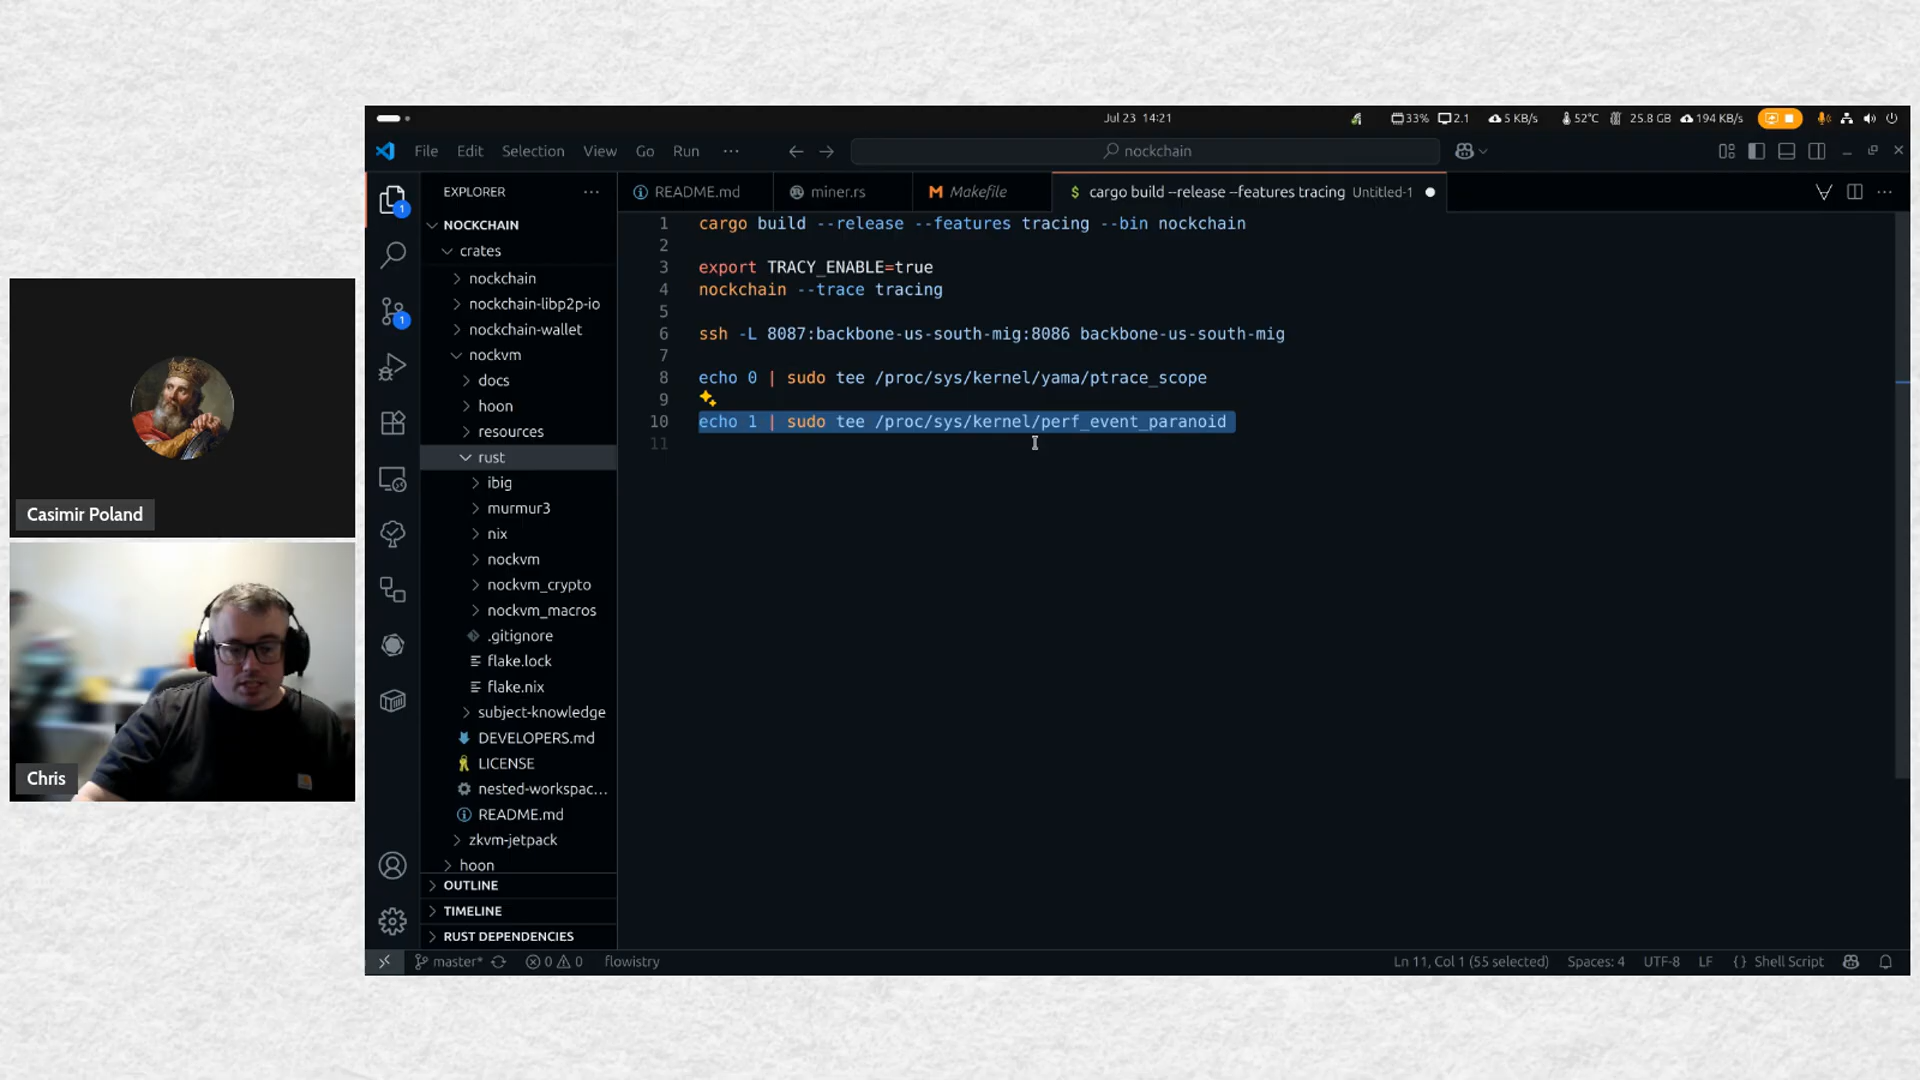 Jul 23 14:21
33%
2.1
5 KB/s
52°C
25.8 GB
194 KB/s
File Edit Selection View Go Run ···
nockchain
EXPLORER ···
README.md
miner.rs
Makefile
$ cargo build --release --features tracing Untitled-1
NOCKCHAIN
crates
nockchain
nockchain-libp2p-io
nockchain-wallet
nockvm
docs
hoon
resources
rust
ibig
murmur3
nix
nockvm
nockvm_crypto
nockvm_macros
.gitignore
flake.lock
flake.nix
subject-knowledge
DEVELOPERS.md
LICENSE
nested-workspac...
README.md
zkvm-jetpack
hoon
OUTLINE
TIMELINE
RUST DEPENDENCIES
1
1
1 cargo build --release --features tracing --bin nockchain
2
3 export TRACY_ENABLE=true
4 nockchain --trace tracing
5
6 ssh -L 8087:backbone-us-south-mig:8086 backbone-us-south-mig
7
8 echo 0 | sudo tee /proc/sys/kernel/yama/ptrace_scope
9
10 echo 1 | sudo tee /proc/sys/kernel/perf_event_paranoid
11
Casimir Poland
Chris
master*
0
0
flowistry
Ln 11, Col 1 (55 selected)
Spaces: 4
UTF-8
LF
{ } Shell Script